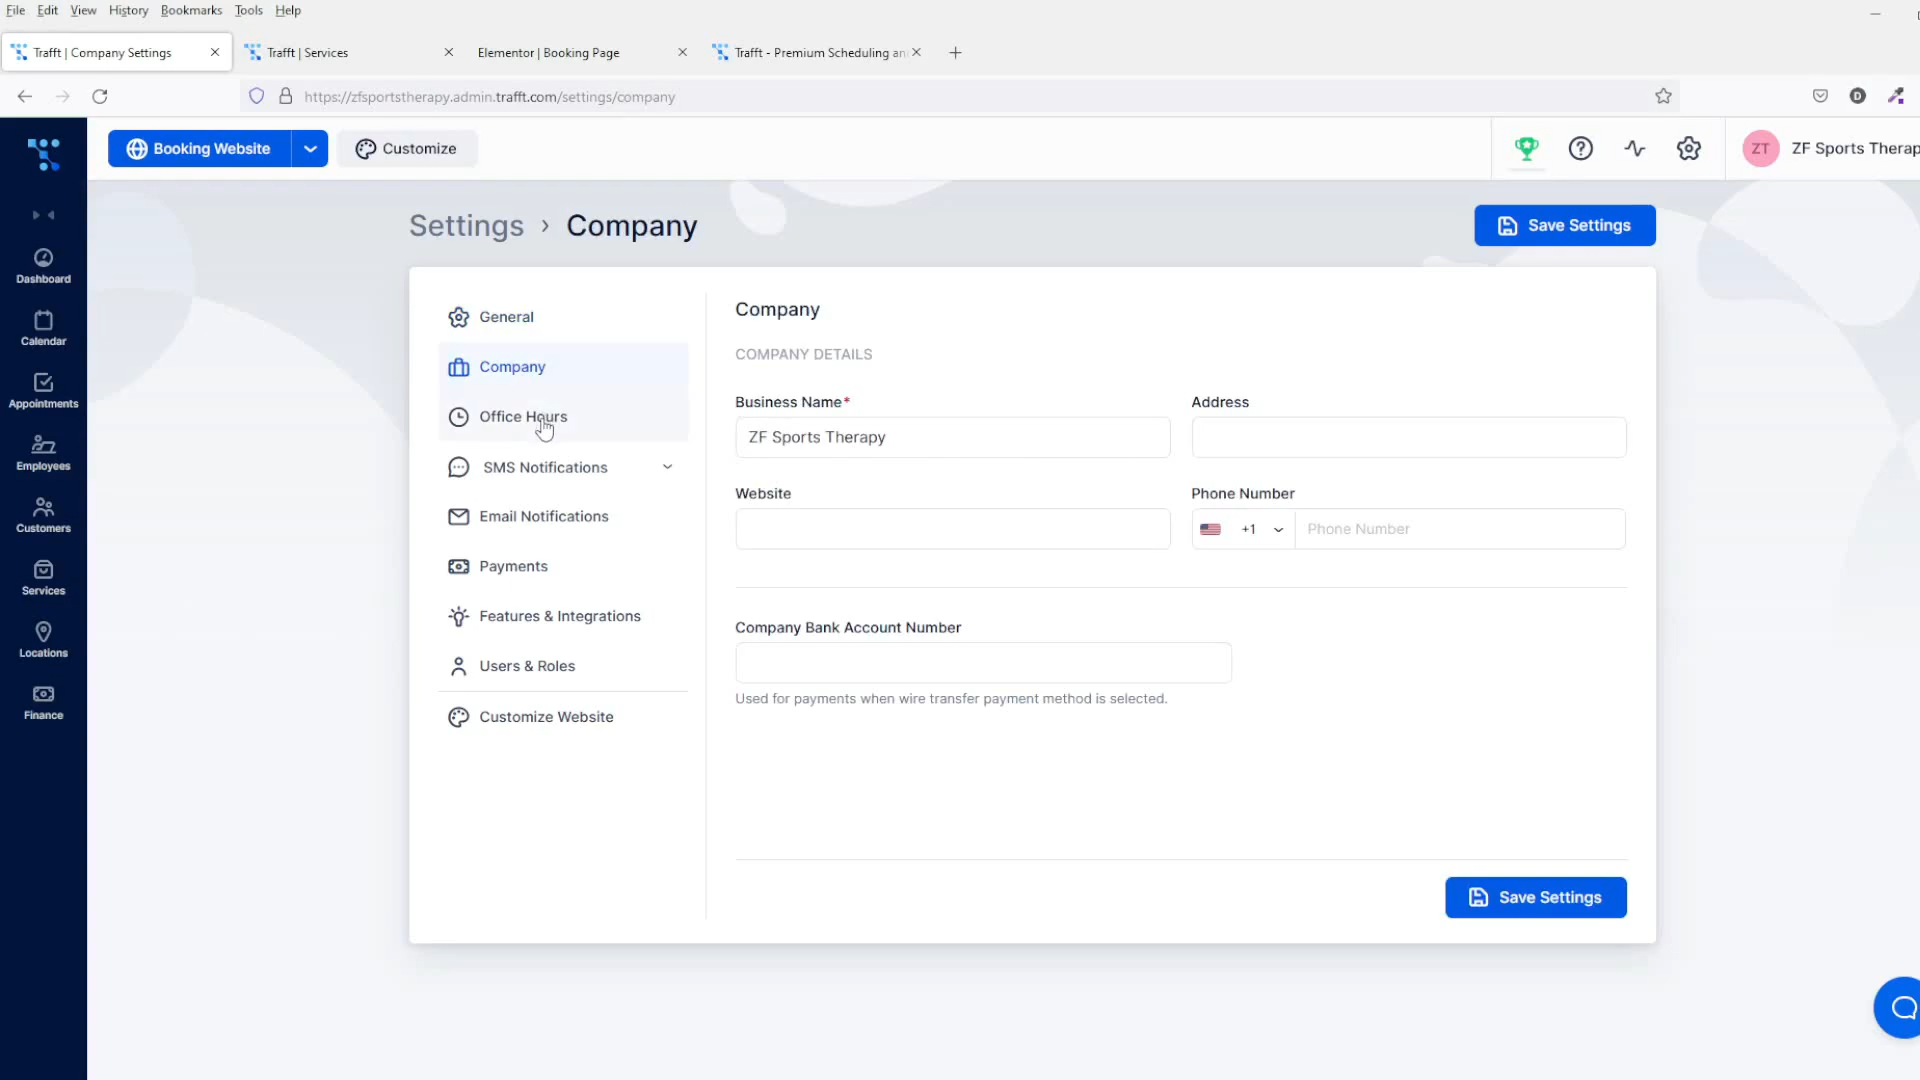 File Edit View History Bookmarks Tools Help
Trafft | Company Settings
Trafft | Services
Elementor | Booking Page
Trafft - Premium Scheduling an
https://zfsportstherapy.admin.trafft.com/settings/company
D
Booking Website
Customize
ZT
ZF Sports Therap
Settings › Company
Save Settings
Dashboard
Calendar
Appointments
Employees
Customers
Services
Locations
Finance
General
Company
Office Hours
SMS Notifications
Email Notifications
Payments
Features & Integrations
Users & Roles
Customize Website
Company
COMPANY DETAILS
Business Name*
Address
ZF Sports Therapy
Website
Phone Number
+1
Phone Number
Company Bank Account Number
Used for payments when wire transfer payment method is selected.
Save Settings